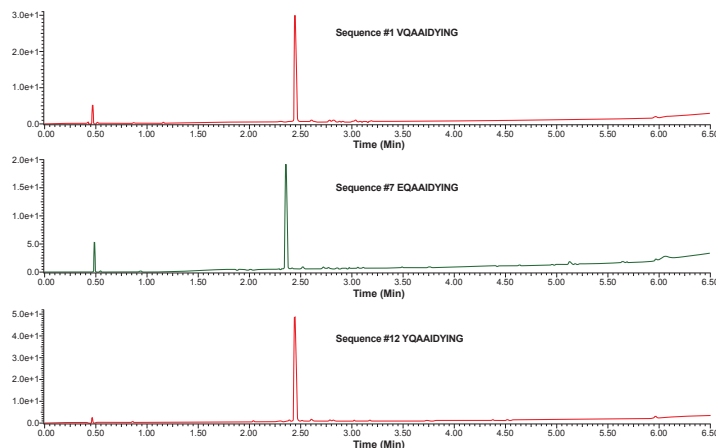 3.0e+1
Sequence #1 VQAAIDYING
2.0e+1
1.0e+1
0.0
0.00 0.50 1.00 1.50 2.00 2.50 3.00 3.50 4.00 4.50 5.00 5.50 6.00 6.50
Time (Min)
2.0e+1
Sequence #7 EQAAIDYING
1.5e+1
1.0e+1
5.0
0.0
0.00 0.50 1.00 1.50 2.00 2.50 3.00 3.50 4.00 4.50 5.00 5.50 6.00 6.50
Time (Min)
5.0e+1
Sequence #12 YQAAIDYING
4.0e+1
3.0e+1
2.0e+1
1.0e+1
0.0
0.00 0.50 1.00 1.50 2.00 2.50 3.00 3.50 4.00 4.50 5.00 5.50 6.00 6.50
Time (Min)